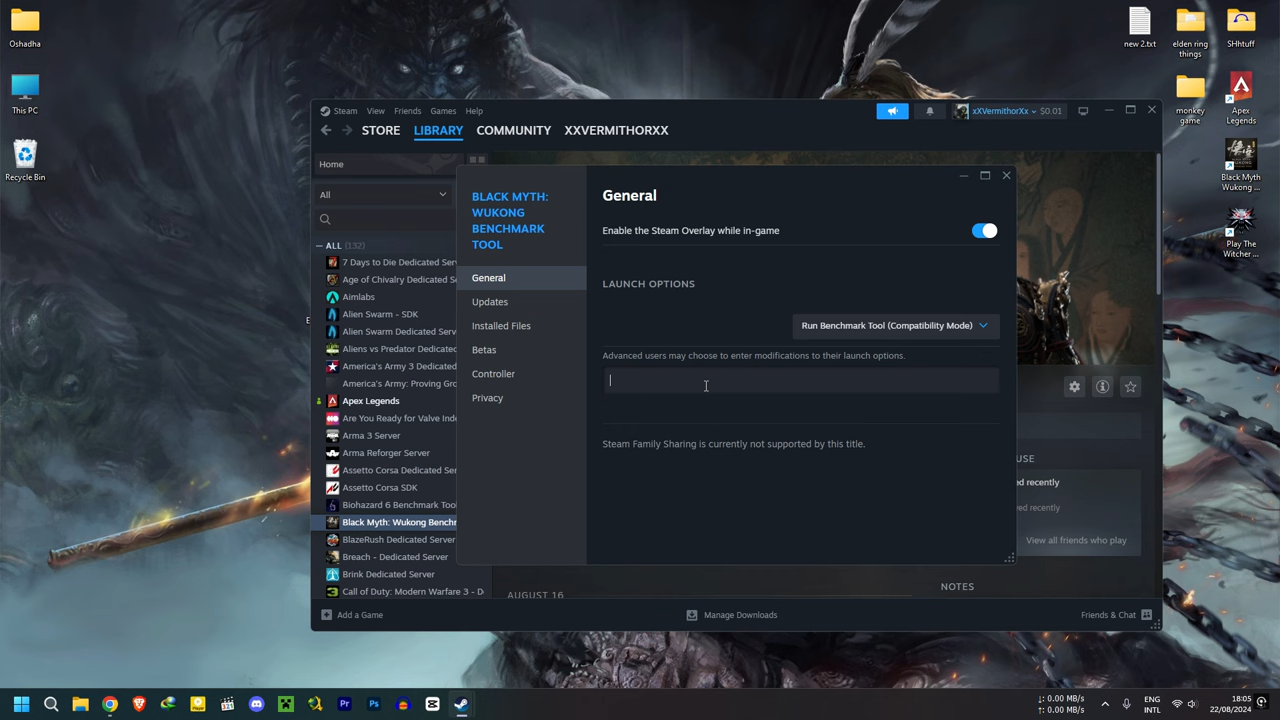 Oshadha
This PC
Recycle Bin
new 2.txt
elden ring
things
SHhtuff
monkey
game
Apex
Legends
Black Myth
Wukong ...
Play The
Witcher ...
Steam View Friends Games Help
xXVermithorXx $0.01
STORE LIBRARY COMMUNITY XXVERMITHORXX
Home
All
ALL (132)
7 Days to Die Dedicated Ser
Age of Chivalry Dedicated S
Aimlabs
Alien Swarm - SDK
Alien Swarm Dedicated Serv
Aliens vs Predator Dedicated
America's Army 3 Dedicated
America's Army: Proving Gro
Apex Legends
Are You Ready for Valve Inde
Arma 3 Server
Arma Reforger Server
Assetto Corsa Dedicated Ser
Assetto Corsa SDK
Biohazard 6 Benchmark Too
Black Myth: Wukong Benchm
BlazeRush Dedicated Server
Breach - Dedicated Server
Brink Dedicated Server
Call of Duty: Modern Warfare 3 - D
BLACK MYTH:
WUKONG
BENCHMARK
TOOL
General
Updates
Installed Files
Betas
Controller
Privacy
General
Enable the Steam Overlay while in-game
LAUNCH OPTIONS
Run Benchmark Tool (Compatibility Mode)
Advanced users may choose to enter modifications to their launch options.
Steam Family Sharing is currently not supported by this title.
USE
ed recently
ed recently
View all friends who play
AUGUST 16
NOTES
Add a Game
Manage Downloads
Friends & Chat
↓: 0.00 MB/s
↑: 0.00 MB/s
ENG
INTL
18:05
22/08/2024